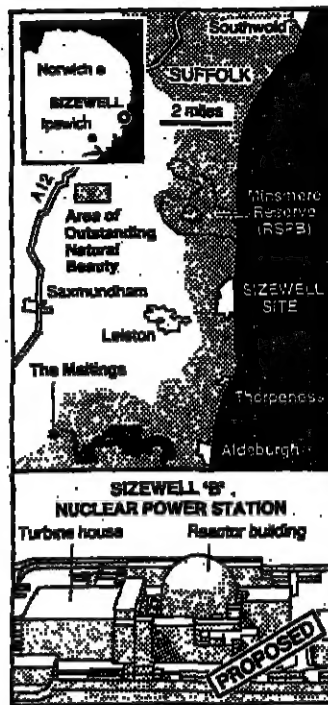 Southwold
Norwich
SUFFOLK
SIZEWELL
Ipswich
2 miles
A12
Area of
Outstanding
Natural
Beauty
Minsmere
Reserve
(RSPB)
Saxmundham
SIZEWELL
SITE
Leiston
The Maltings
Thorpeness
Aldeburgh
SIZEWELL 'B'
NUCLEAR POWER STATION
Turbine house
Reactor building
PROPOSED